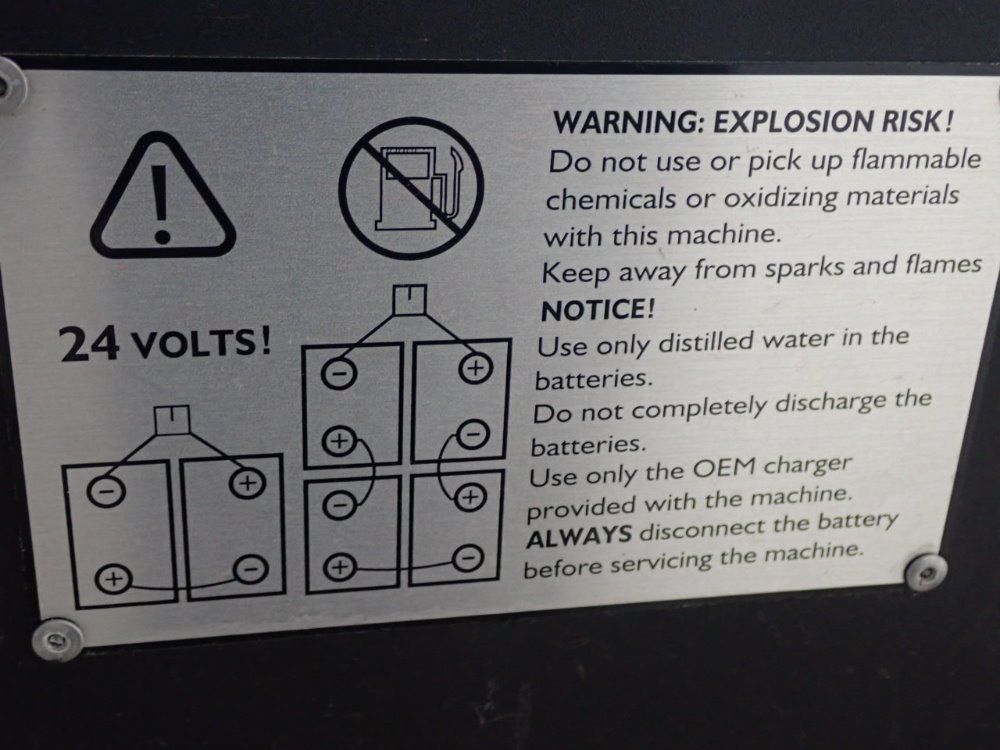 WARNING: EXPLOSION RISK!
Do not use or pick up flammable
chemicals or oxidizing materials
with this machine.
Keep away from sparks and flames
NOTICE!
Use only distilled water in the
batteries.
Do not completely discharge the
batteries.
Use only the OEM charger
provided with the machine.
ALWAYS disconnect the battery
before servicing the machine.
24 VOLTS!